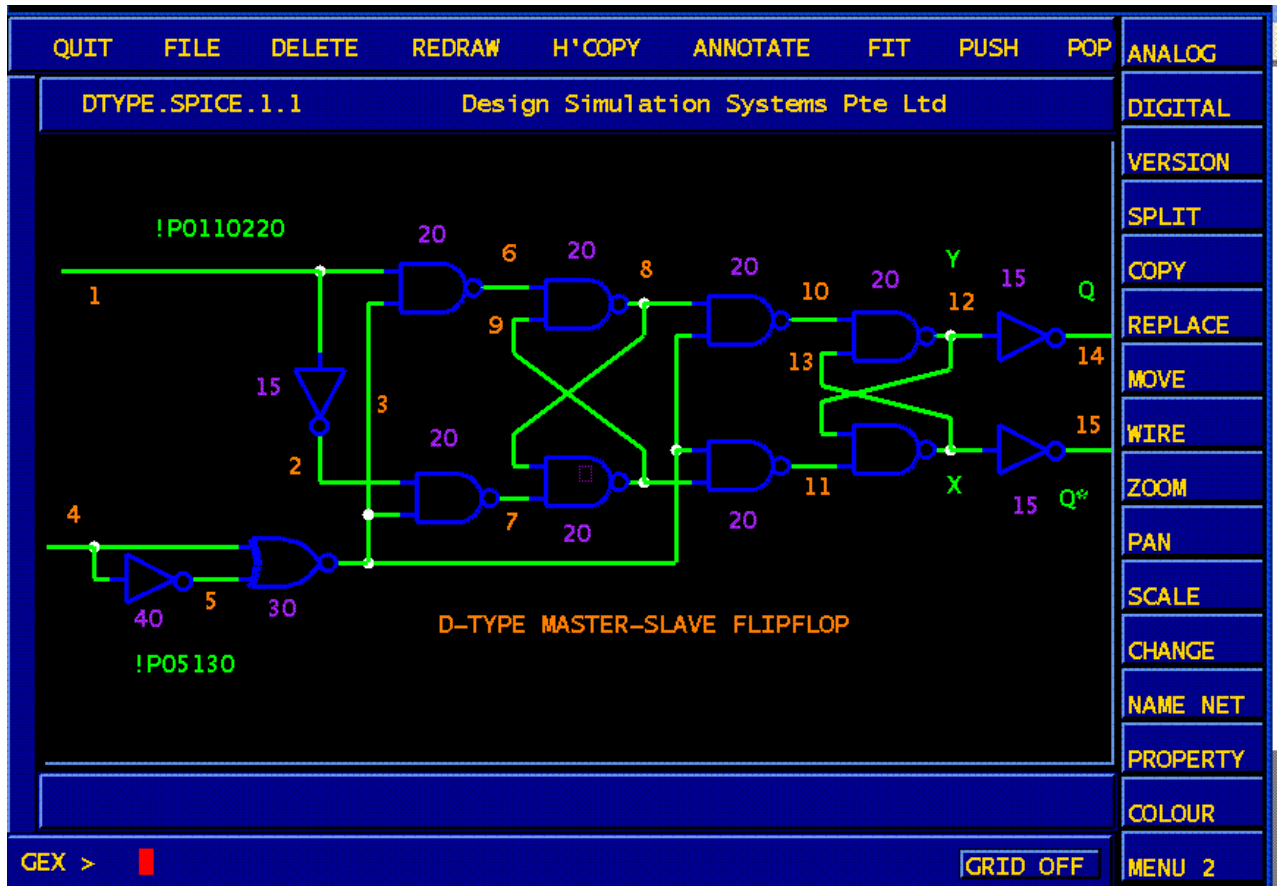 QUIT FILE DELETE REDRAW H'COPY ANNOTATE FIT PUSH POP
ANALOG
DTYPE.SPICE.1.1 Design Simulation Systems Pte Ltd
DIGITAL
VERSION
SPLIT
COPY
REPLACE
MOVE
WIRE
ZOOM
PAN
SCALE
CHANGE
NAME NET
PROPERTY
COLOUR
MENU 2
!P0110220
20
6
20
8
20
10
20
Y
12
15
Q
1
9
13
14
15
3
20
2
15
11
X
15
Q*
4
7
20
20
5
40
30
D-TYPE MASTER-SLAVE FLIPFLOP
!P05130
GEX >
GRID OFF